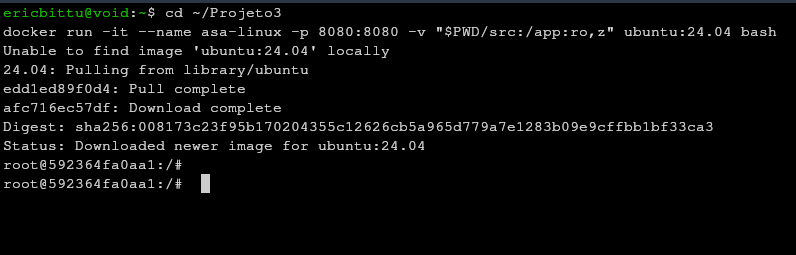 ericbittu@void:~$ cd ~/Projeto3
docker run -it --name asa-linux -p 8080:8080 -v "$PWD/src:/app:ro,z" ubuntu:24.04 bash
Unable to find image 'ubuntu:24.04' locally
24.04: Pulling from library/ubuntu
edd1ed89f0d4: Pull complete
afc716ec57df: Download complete
Digest: sha256:008173c23f95b170204355c12626cb5a965d779a7e1283b09e9cffbb1bf33ca3
Status: Downloaded newer image for ubuntu:24.04
root@592364fa0aa1:/#
root@592364fa0aa1:/#